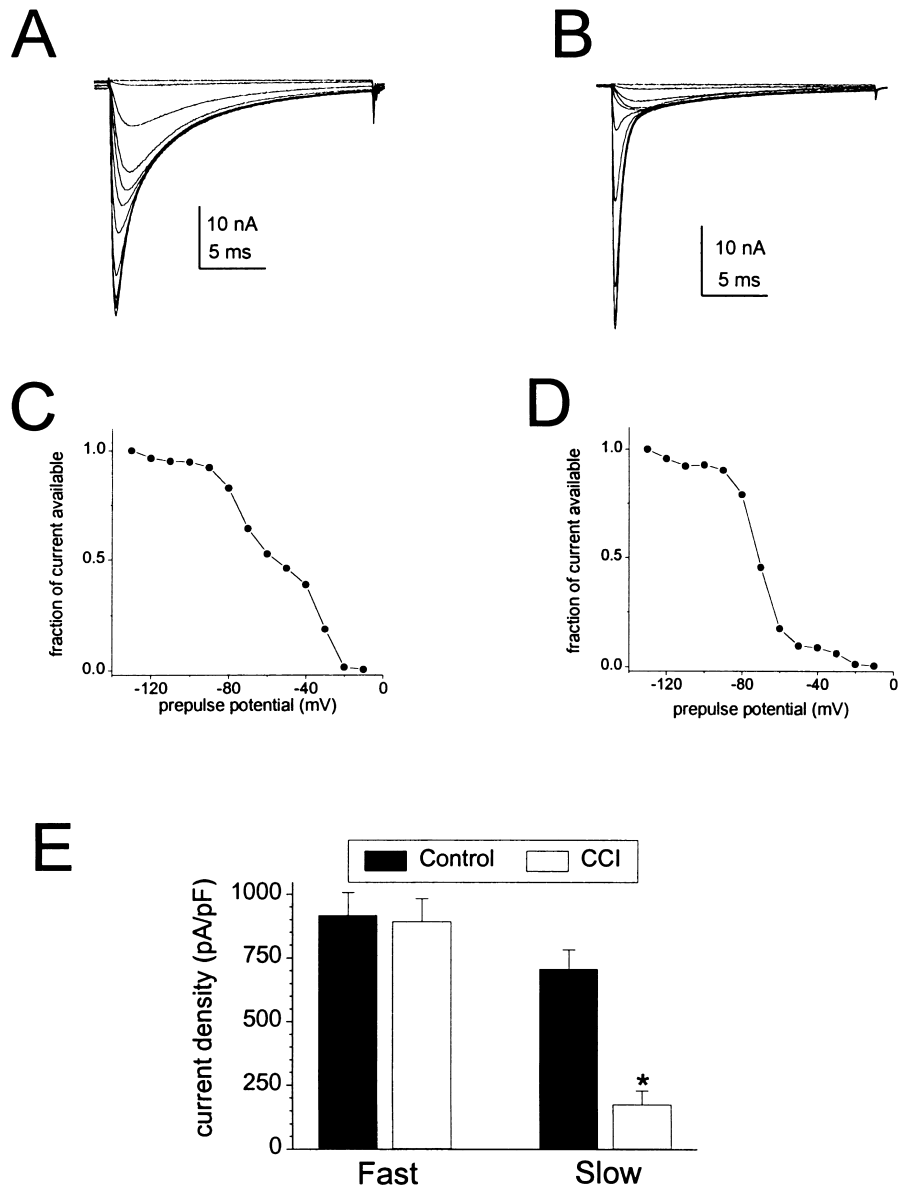 A
B
10 nA
5 ms
10 nA
5 ms
C
D
fraction of current available
1.0
0.5
0.0
-120
-80
-40
0
prepulse potential (mV)
fraction of current available
1.0
0.5
0.0
-120
-80
-40
0
prepulse potential (mV)
E
Control
CCI
current density (pA/pF)
1000
750
500
250
0
*
Fast
Slow